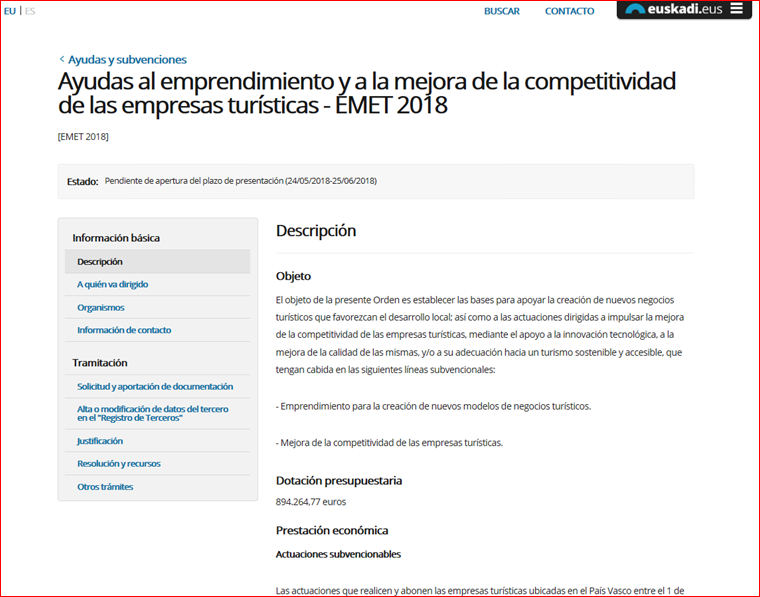 EU | ES
BUSCAR
CONTACTO
euskadi.eus
< Ayudas y subvenciones
Ayudas al emprendimiento y a la mejora de la competitividad
de las empresas turísticas - EMET 2018
[EMET 2018]
Estado: Pendiente de apertura del plazo de presentación (24/05/2018-25/06/2018)
Información básica
Descripción
A quién va dirigido
Organismos
Información de contacto
Tramitación
Solicitud y aportación de documentación
Alta o modificación de datos del tercero
en el "Registro de Terceros"
Justificación
Resolución y recursos
Otros trámites
Descripción
Objeto
El objeto de la presente Orden es establecer las bases para apoyar la creación de nuevos negocios
turísticos que favorezcan el desarrollo local; así como a las actuaciones dirigidas a impulsar la mejora
de la competitividad de las empresas turísticas, mediante el apoyo a la innovación tecnológica, a la
mejora de la calidad de las mismas, y/o a su adecuación hacia un turismo sostenible y accesible, que
tengan cabida en las siguientes líneas subvencionales:
- Emprendimiento para la creación de nuevos modelos de negocios turísticos.
- Mejora de la competitividad de las empresas turísticas.
Dotación presupuestaria
894.264,77 euros
Prestación económica
Actuaciones subvencionables
Las actuaciones que realicen y abonen las empresas turísticas ubicadas en el País Vasco entre el 1 de